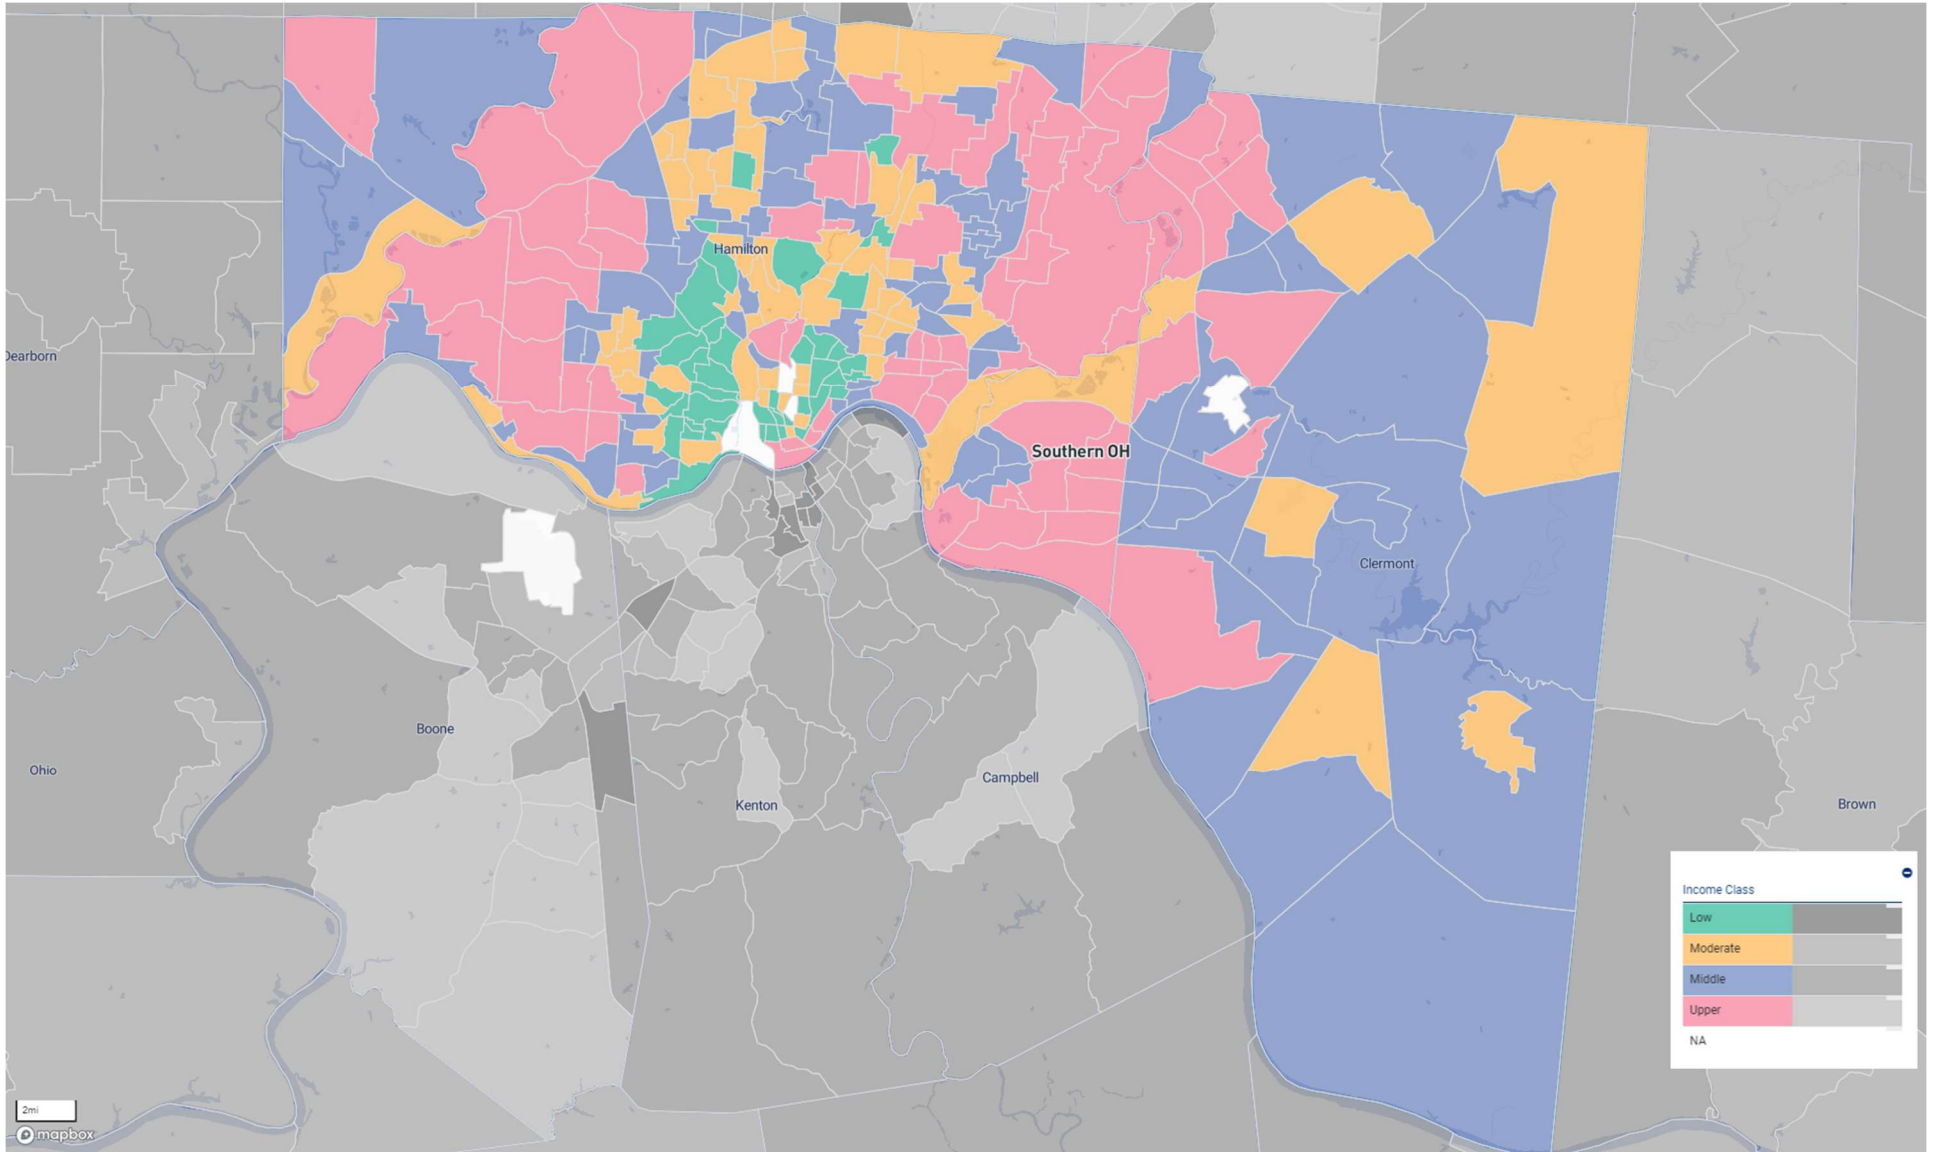 Hamilton
Dearborn
Southern OH
Clermont
Boone
Ohio
Campbell
Kenton
Brown
Income Class
Low
Moderate
Middle
Upper
NA
2mi
mapbox